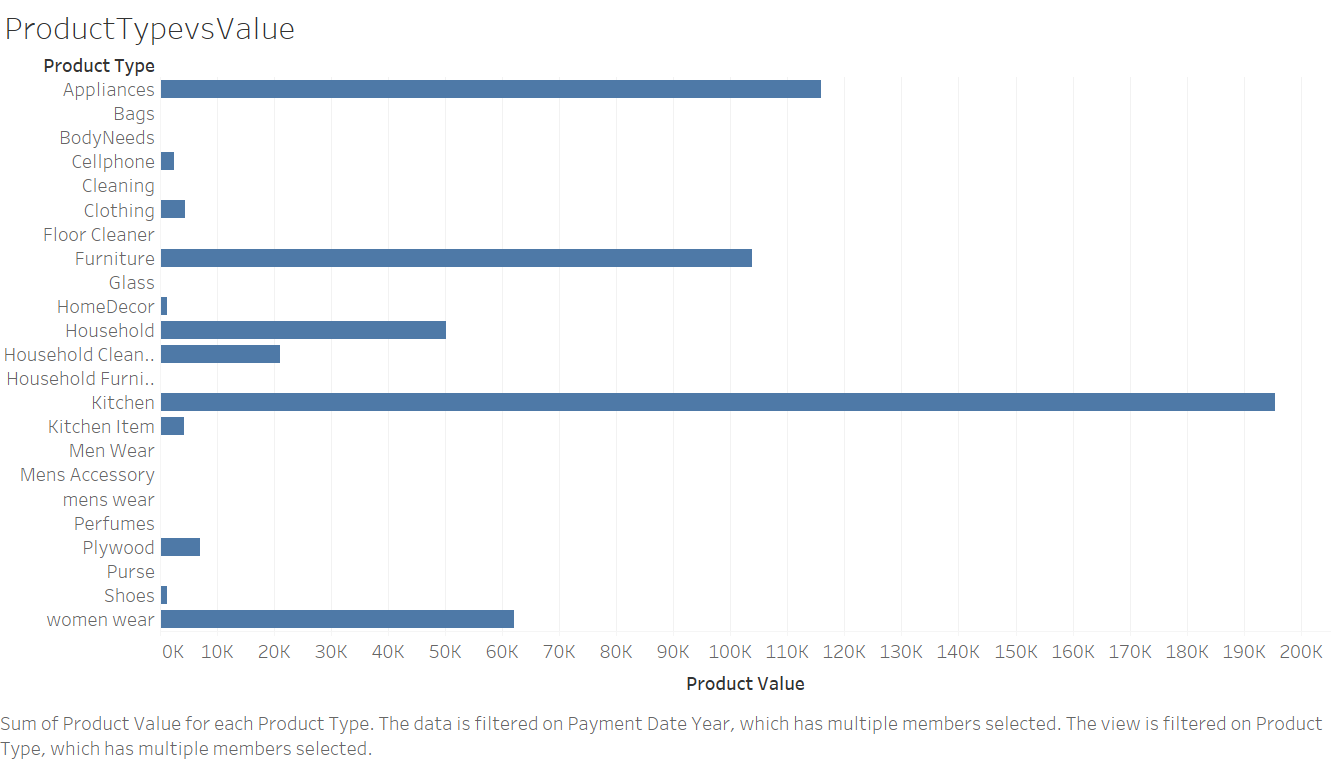 ProductTypevsValue
Product Type
Appliances
Bags
BodyNeeds
Cellphone
Cleaning
Clothing
Floor Cleaner
Furniture
Glass
HomeDecor
Household
Household Clean..
Household Furni..
Kitchen
Kitchen Item
Men Wear
Mens Accessory
mens wear
Perfumes
Plywood
Purse
Shoes
women wear
0K 10K 20K 30K 40K 50K 60K 70K 80K 90K 100K 110K 120K 130K 140K 150K 160K 170K 180K 190K 200K
Product Value
Sum of Product Value for each Product Type. The data is filtered on Payment Date Year, which has multiple members selected. The view is filtered on Product
Type, which has multiple members selected.